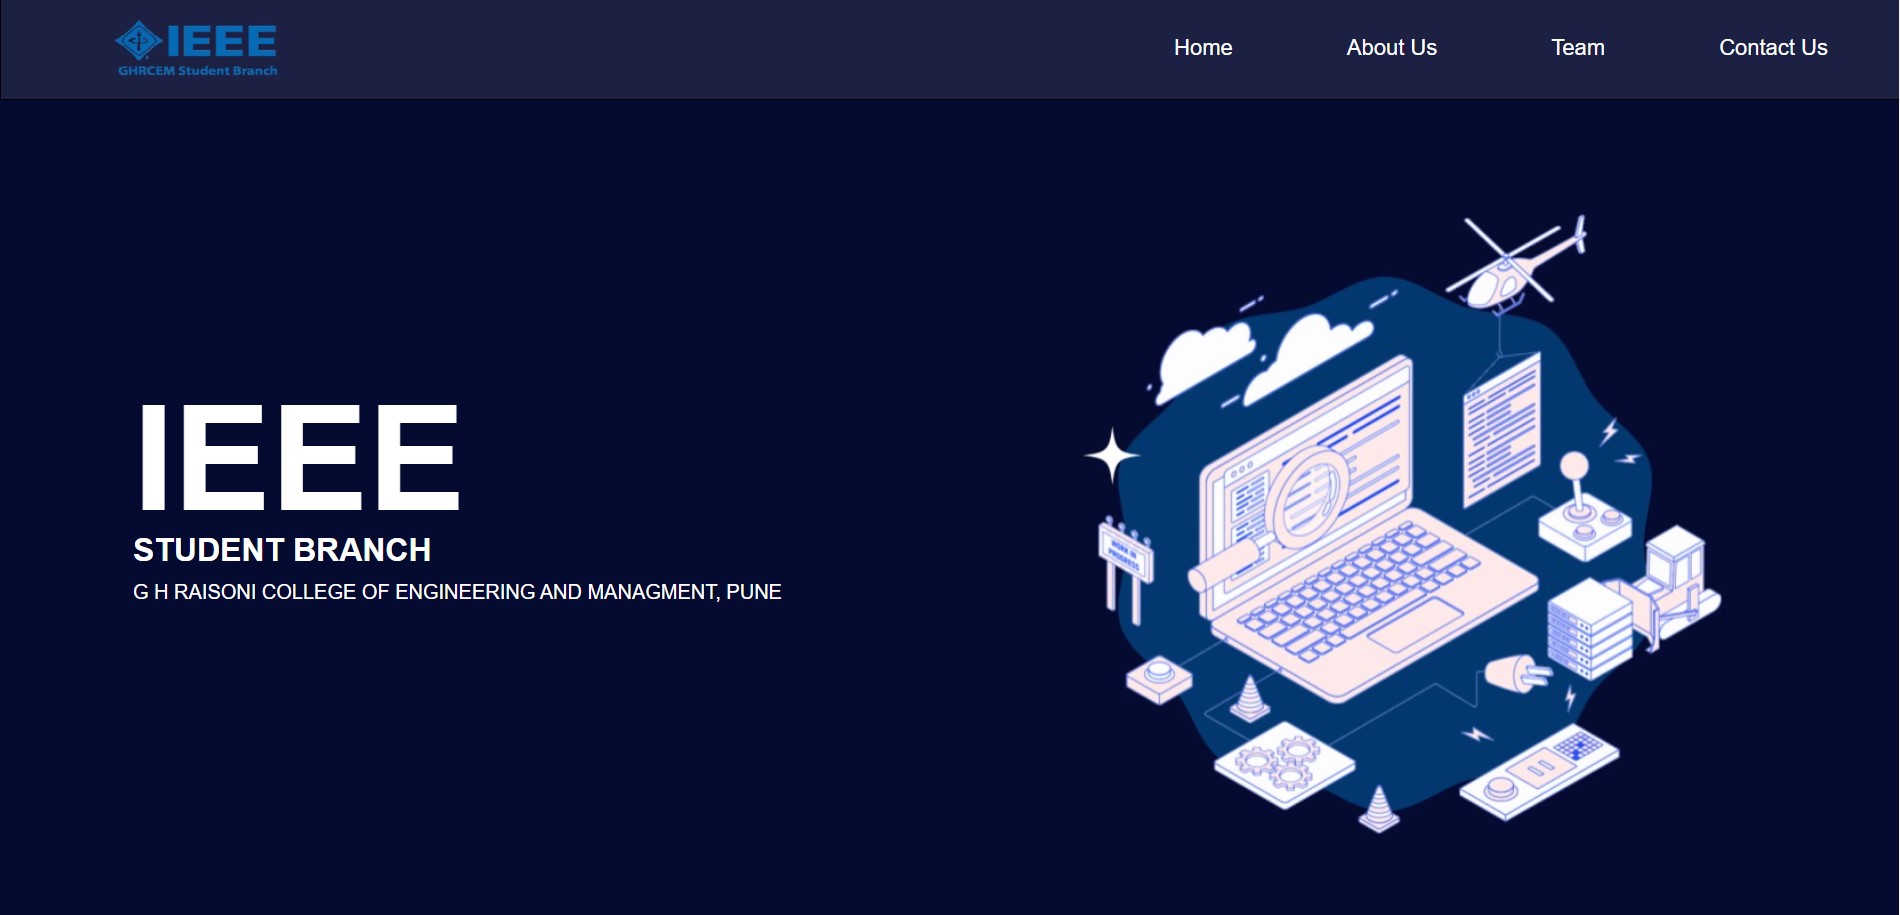 IEEE
GHRCEM Student Branch
Home
About Us
Team
Contact Us
IEEE
STUDENT BRANCH
G H RAISONI COLLEGE OF ENGINEERING AND MANAGMENT, PUNE
WORK IN
PROGRESS